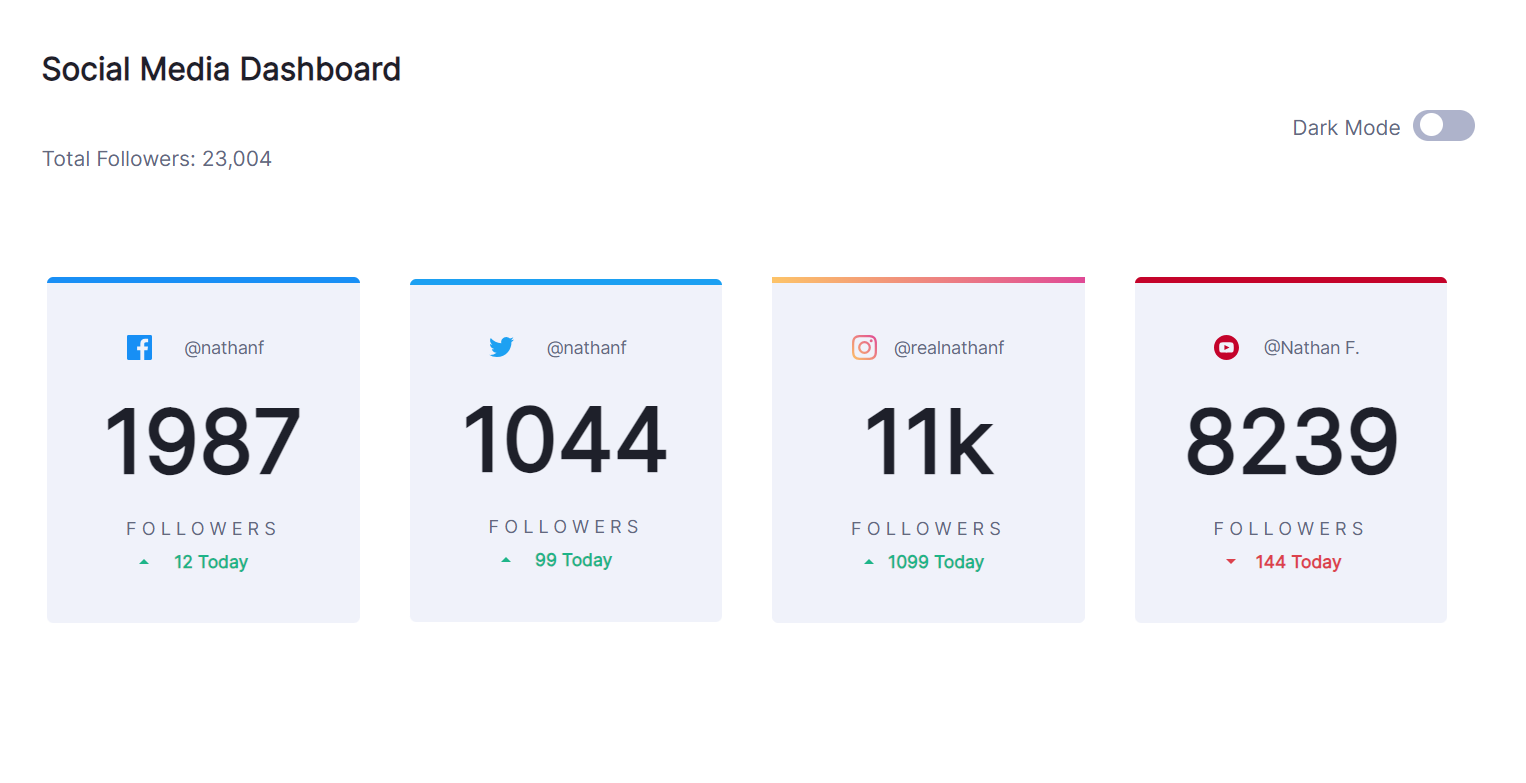 Social Media Dashboard
Dark Mode
Total Followers: 23,004
@nathanf
1987
FOLLOWERS
12 Today
@nathanf
1044
FOLLOWERS
99 Today
@realnathanf
11k
FOLLOWERS
1099 Today
@Nathan F.
8239
FOLLOWERS
144 Today